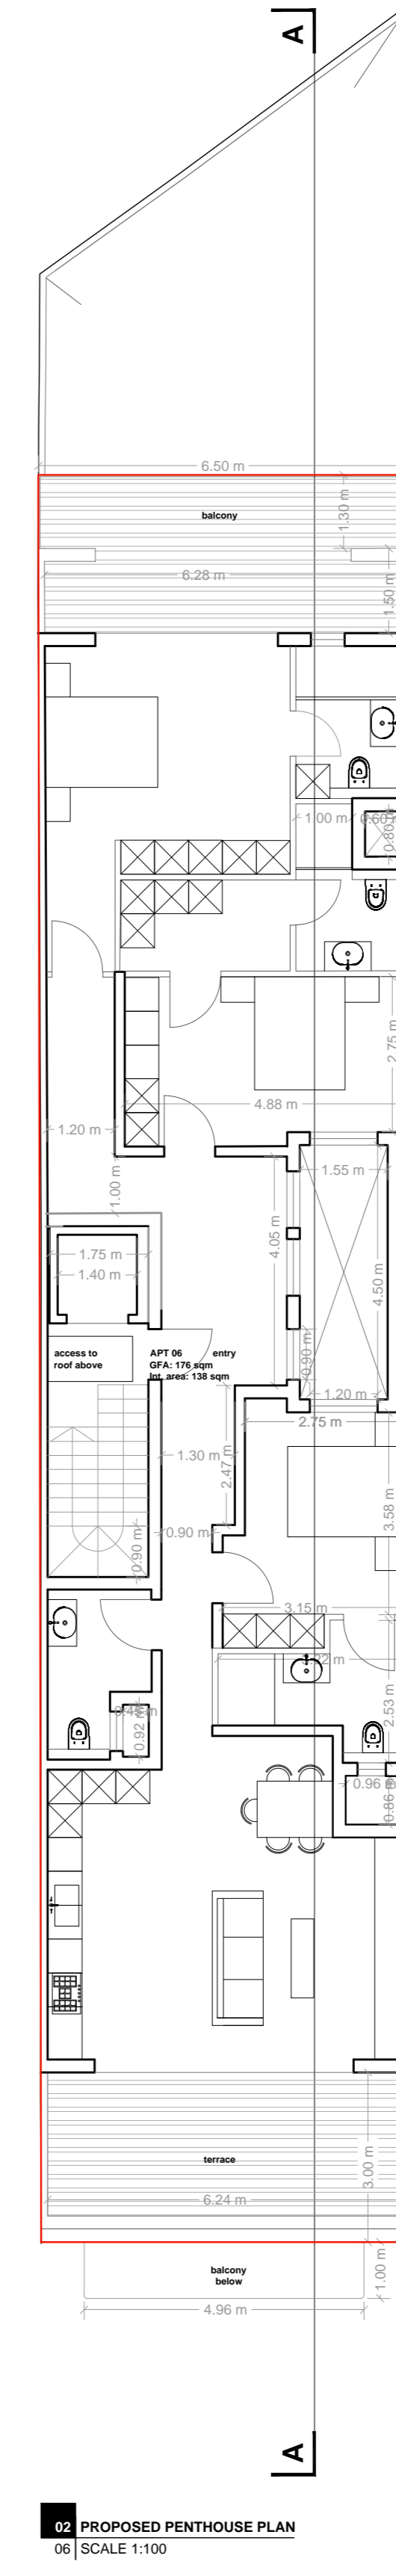 A
6.50 m
balcony
1.30 m
6.28 m
1.50 m
1.00 m
0.80 m
2.75 m
4.88 m
1.20 m
1.00 m
1.55 m
4.05 m
1.75 m
1.40 m
4.50 m
access to
roof above
APT 06 entry
GFA: 176 sqm
Int. area: 138 sqm
0.90 m
1.20 m
2.75 m
1.30 m
2.47 m
3.58 m
0.90 m
0.90 m
3.15 m
2.53 m
0.92 m
0.96 m
0.86 m
terrace
3.00 m
6.24 m
balcony
below
1.00 m
4.96 m
A
02 PROPOSED PENTHOUSE PLAN
06 SCALE 1:100